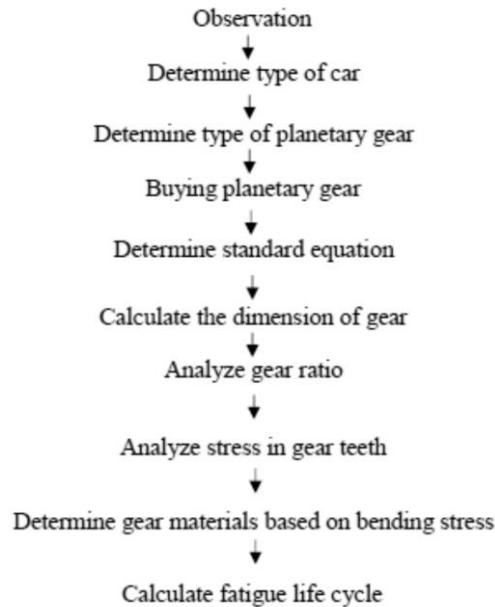 Observation
Determine type of car
Determine type of planetary gear
Buying planetary gear
Determine standard equation
Calculate the dimension of gear
Analyze gear ratio
Analyze stress in gear teeth
Determine gear materials based on bending stress
Calculate fatigue life cycle